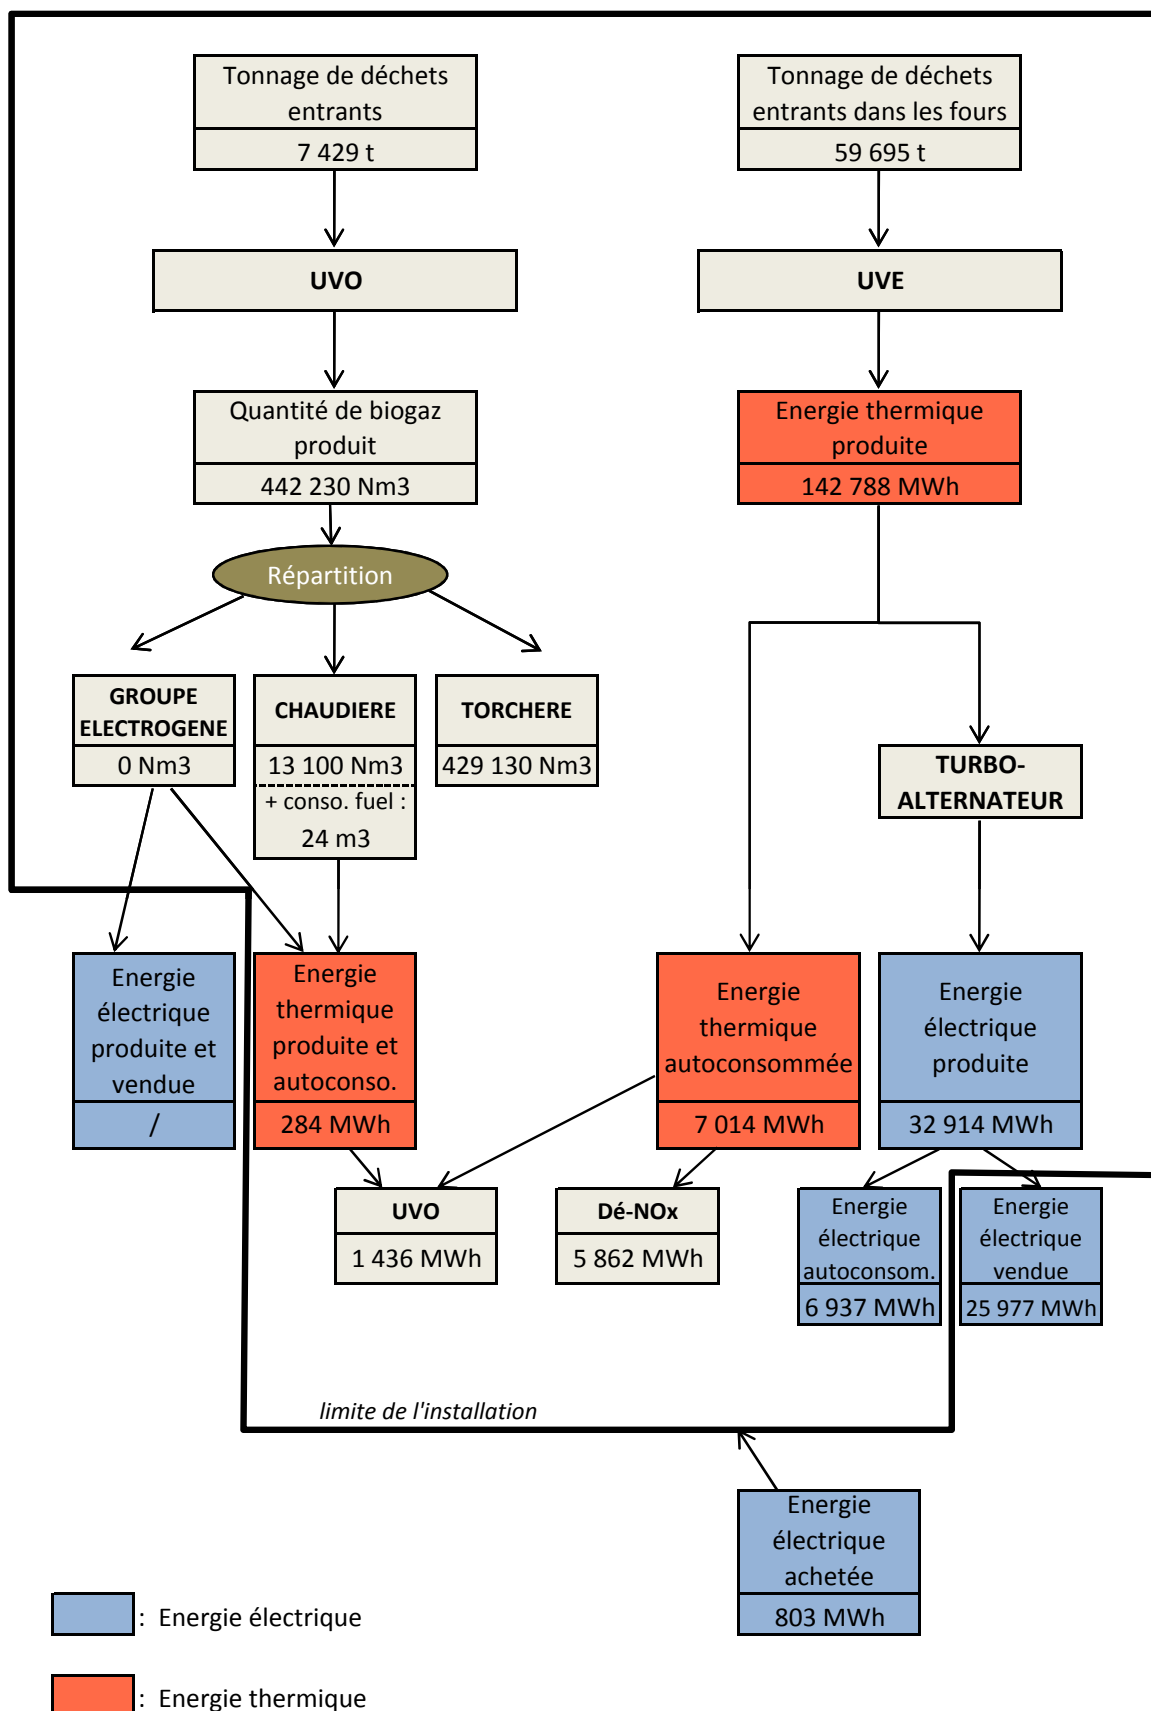 Tonnage de déchets
entrants
7 429 t
Tonnage de déchets
entrants dans les fours
59 695 t
UVO
UVE
Quantité de biogaz
produit
442 230 Nm3
Energie thermique
produite
142 788 MWh
Répartition
GROUPE
ELECTROGENE
0 Nm3
CHAUDIERE
13 100 Nm3
+ conso. fuel :
24 m3
TORCHERE
429 130 Nm3
TURBO-
ALTERNATEUR
Energie
électrique
produite et
vendue
/
Energie
thermique
produite et
autoconso.
284 MWh
Energie
thermique
autoconsommée
7 014 MWh
Energie
électrique
produite
32 914 MWh
UVO
1 436 MWh
Dé-NOx
5 862 MWh
Energie
électrique
autoconsom.
6 937 MWh
Energie
électrique
vendue
25 977 MWh
limite de l'installation
Energie
électrique
achetée
803 MWh
: Energie électrique
: Energie thermique